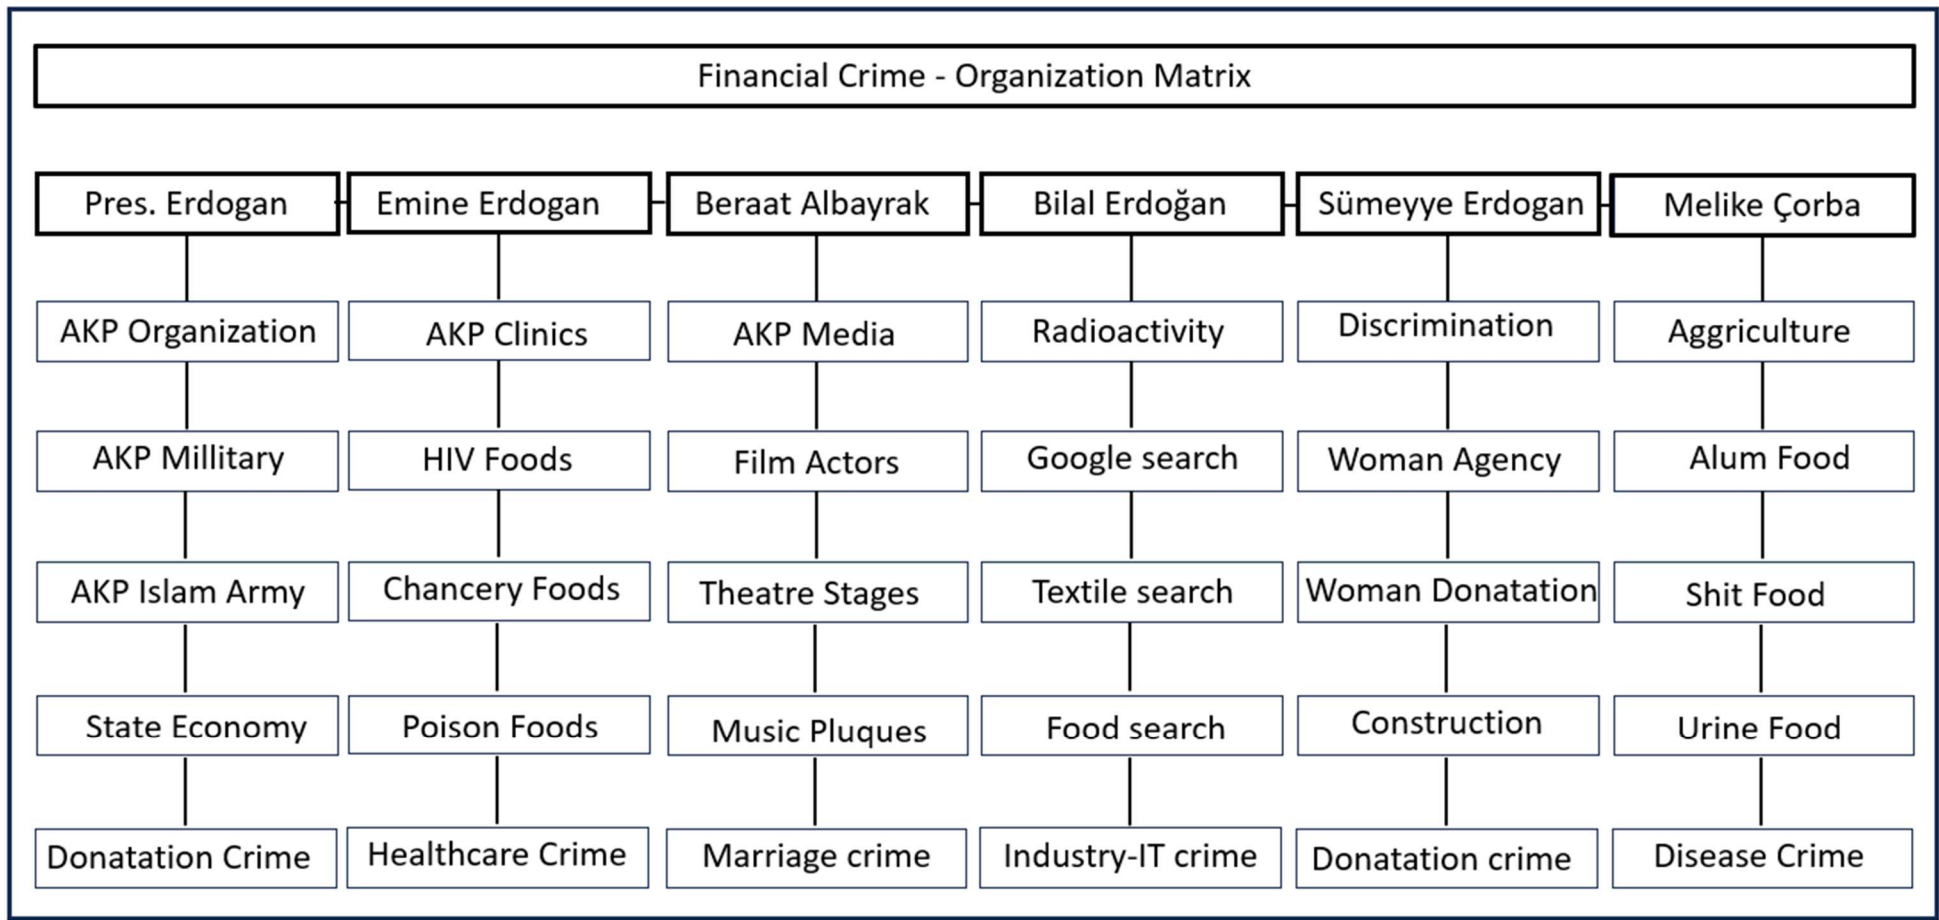 Financial Crime - Organization Matrix
Pres. Erdogan
Emine Erdogan
Beraat Albayrak
Bilal Erdoğan
Sümeyye Erdogan
Melike Çorba
AKP Organization
AKP Clinics
AKP Media
Radioactivity
Discrimination
Aggriculture
AKP Millitary
HIV Foods
Film Actors
Google search
Woman Agency
Alum Food
AKP Islam Army
Chancery Foods
Theatre Stages
Textile search
Woman Donatation
Shit Food
State Economy
Poison Foods
Music Pluques
Food search
Construction
Urine Food
Donatation Crime
Healthcare Crime
Marriage crime
Industry-IT crime
Donatation crime
Disease Crime